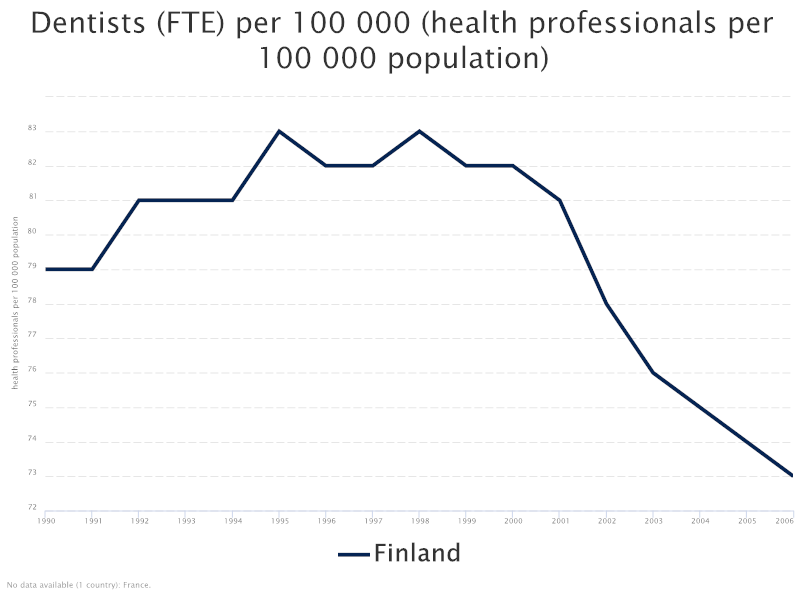 Dentists (FTE) per 100 000 (health professionals per
100 000 population)
health professionals per 100 000 population
83
82
81
80
79
78
77
76
75
74
73
72
1990 1991 1992 1993 1994 1995 1996 1997 1998 1999 2000 2001 2002 2003 2004 2005 2006
Finland
No data available (1 country): France.